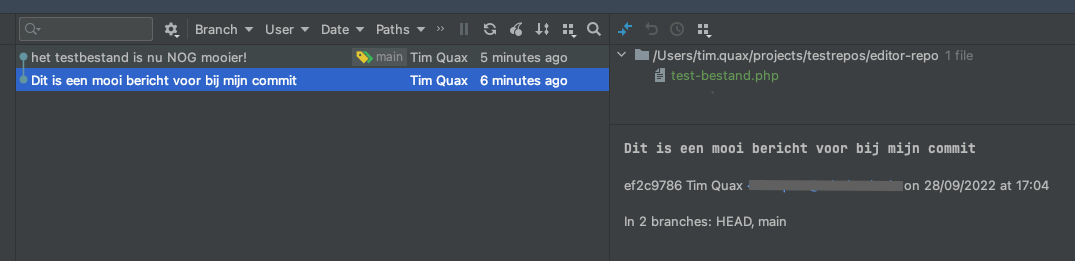 Branch User Date Paths »
het testbestand is nu NOG mooier! main Tim Quax 5 minutes ago
Dit is een mooi bericht voor bij mijn commit Tim Quax 6 minutes ago
/Users/tim.quax/projects/testrepos/editor-repo 1 file
test-bestand.php
Dit is een mooi bericht voor bij mijn commit
ef2c9786 Tim Quax on 28/09/2022 at 17:04
In 2 branches: HEAD, main